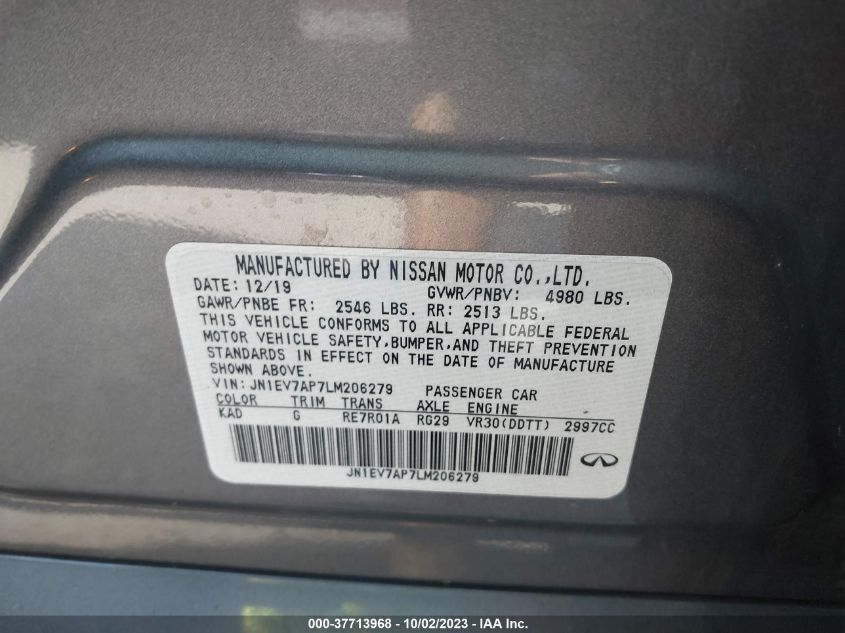 MANUFACTURED BY NISSAN MOTOR CO.,LTD.
DATE: 12/19 GVWR/PNBV: 4980 LBS.
GAWR/PNBE FR: 2546 LBS. RR: 2513 LBS.
THIS VEHICLE CONFORMS TO ALL APPLICABLE FEDERAL
MOTOR VEHICLE SAFETY,BUMPER,AND THEFT PREVENTION
STANDARDS IN EFFECT ON THE DATE OF MANUFACTURE
SHOWN ABOVE.
VIN: JN1EV7AP7LM206279 PASSENGER CAR
COLOR TRIM TRANS AXLE ENGINE
KAD G RE7R01A RG29 VR30(DDTT) 2997CC
JN1EV7AP7LM206279
000-37713968 - 10/02/2023 - IAA Inc.